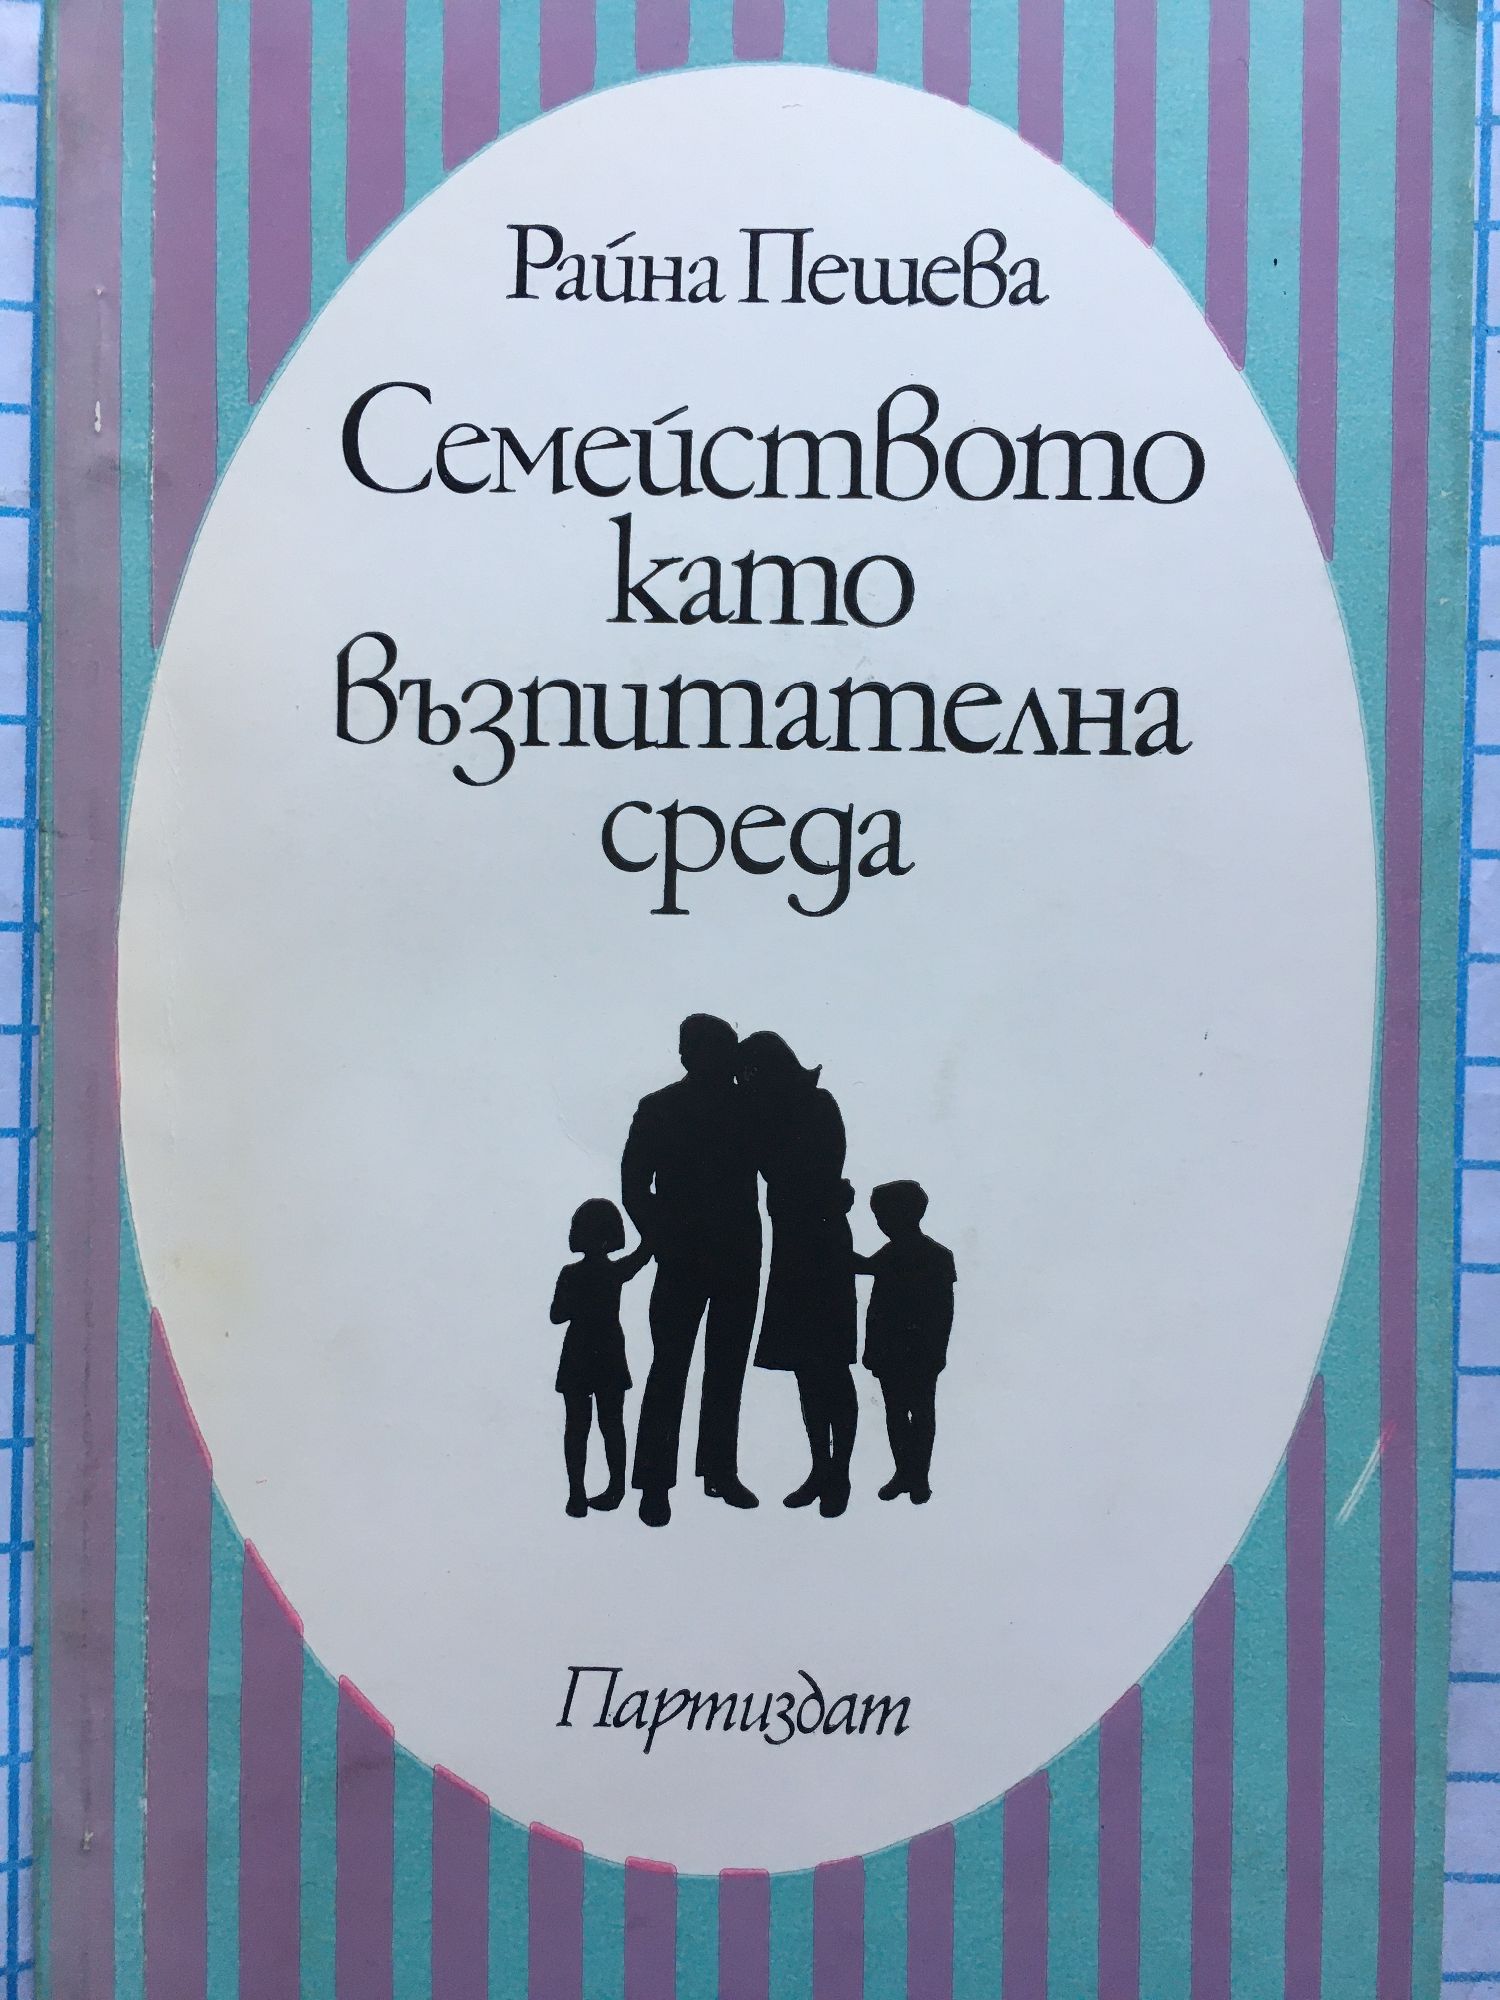 Райна Пешева
Семейството
като
възпитателна
среда
Партиздат